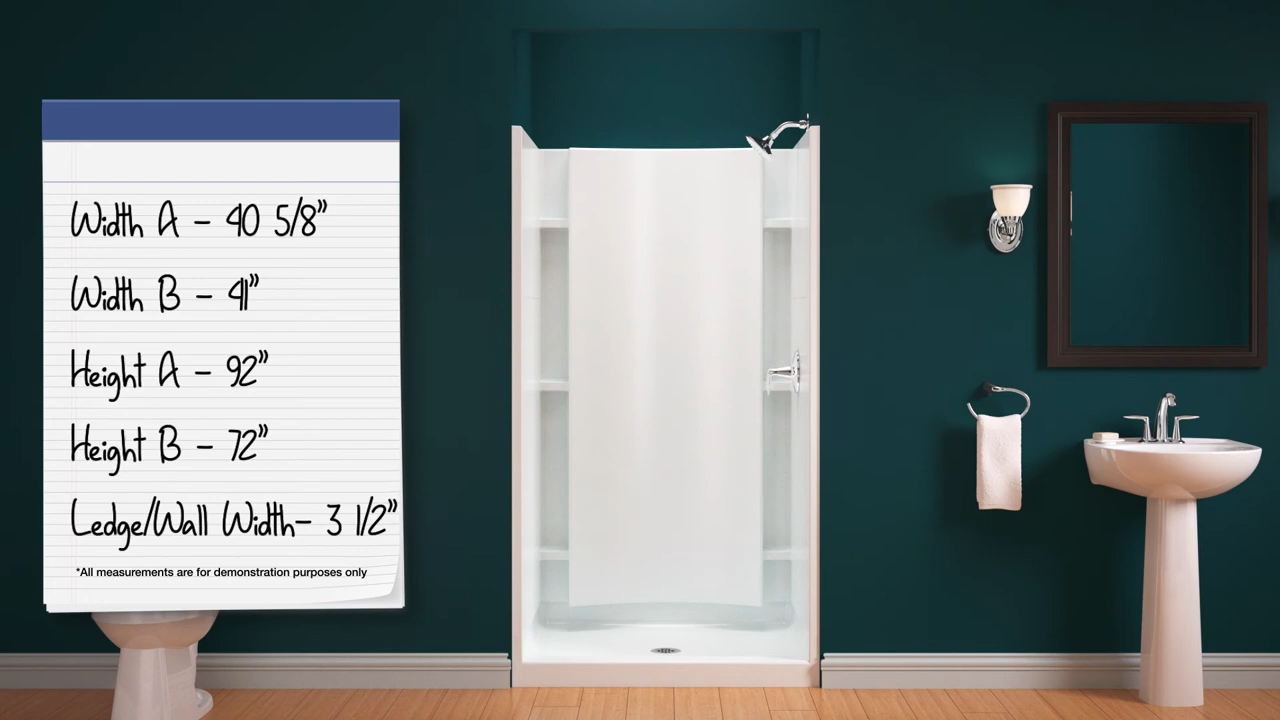 Width A - 40 5/8”
Width B - 41”
Height A - 92”
Height B - 72”
Ledge/Wall Width- 3 1/2”
*All measurements are for demonstration purposes only